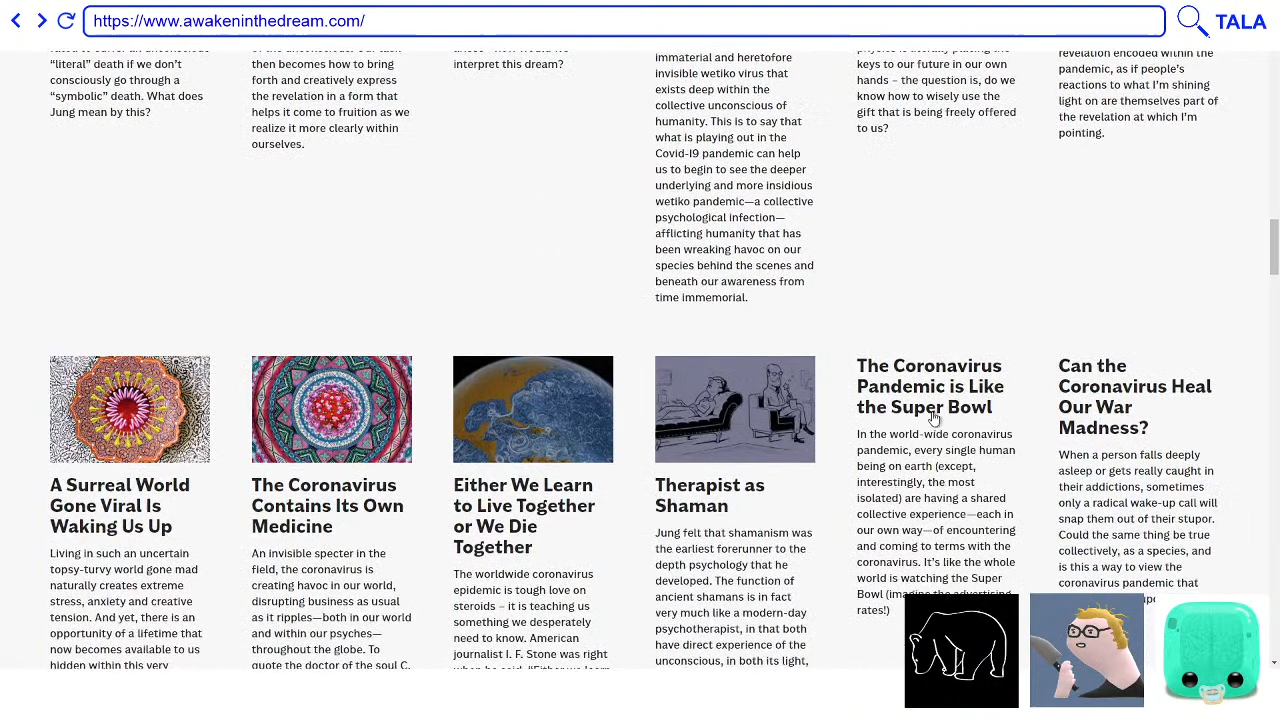 https://www.awakeninthedream.com/
TALA
“literal” death if we don’t
consciously go through a
“symbolic” death. What does
Jung mean by this?
then becomes how to bring
forth and creatively express
the revelation in a form that
helps it come to fruition as we
realize it more clearly within
ourselves.
interpret this dream?
immaterial and heretofore
invisible wetiko virus that
exists deep within the
collective unconscious of
humanity. This is to say that
what is playing out in the
Covid-19 pandemic can help
us to begin to see the deeper
underlying and more insidious
wetiko pandemic—a collective
psychological infection—
afflicting humanity that has
been wreaking havoc on our
species behind the scenes and
beneath our awareness from
time immemorial.
keys to our future in our own
hands – the question is, do we
know how to wisely use the
gift that is being freely offered
to us?
revelation encoded within the
pandemic, as if people’s
reactions to what I’m shining
light on are themselves part of
the revelation at which I’m
pointing.
A Surreal World
Gone Viral Is
Waking Us Up
Living in such an uncertain
topsy-turvy world gone mad
naturally creates extreme
stress, anxiety and creative
tension. And yet, there is an
opportunity of a lifetime that
now becomes available to us
hidden within this very
The Coronavirus
Contains Its Own
Medicine
An invisible specter in the
field, the coronavirus is
creating havoc in our world,
disrupting business as usual
as it ripples—both in our world
and within our psyches—
throughout the globe. To
quote the doctor of the soul C.
Either We Learn
to Live Together
or We Die
Together
The worldwide coronavirus
epidemic is tough love on
steroids – it is teaching us
something we desperately
need to know. American
journalist I. F. Stone was right
Therapist as
Shaman
Jung felt that shamanism was
the earliest forerunner to the
depth psychology that he
developed. The function of
ancient shamans is in fact
very much like a modern-day
psychotherapist, in that both
have direct experience of the
unconscious, in both its light,
The Coronavirus
Pandemic is Like
the Super Bowl
In the world-wide coronavirus
pandemic, every single human
being on earth (except,
interestingly, the most
isolated) are having a shared
collective experience—each in
our own way—of encountering
and coming to terms with the
coronavirus. It’s like the whole
world is watching the Super
Bowl (imagine the advertising
rates!)
Can the
Coronavirus Heal
Our War
Madness?
When a person falls deeply
asleep or gets really caught in
their addictions, sometimes
only a radical wake-up call will
snap them out of their stupor.
Could the same thing be true
collectively, as a species, and
is this a way to view the
coronavirus pandemic that